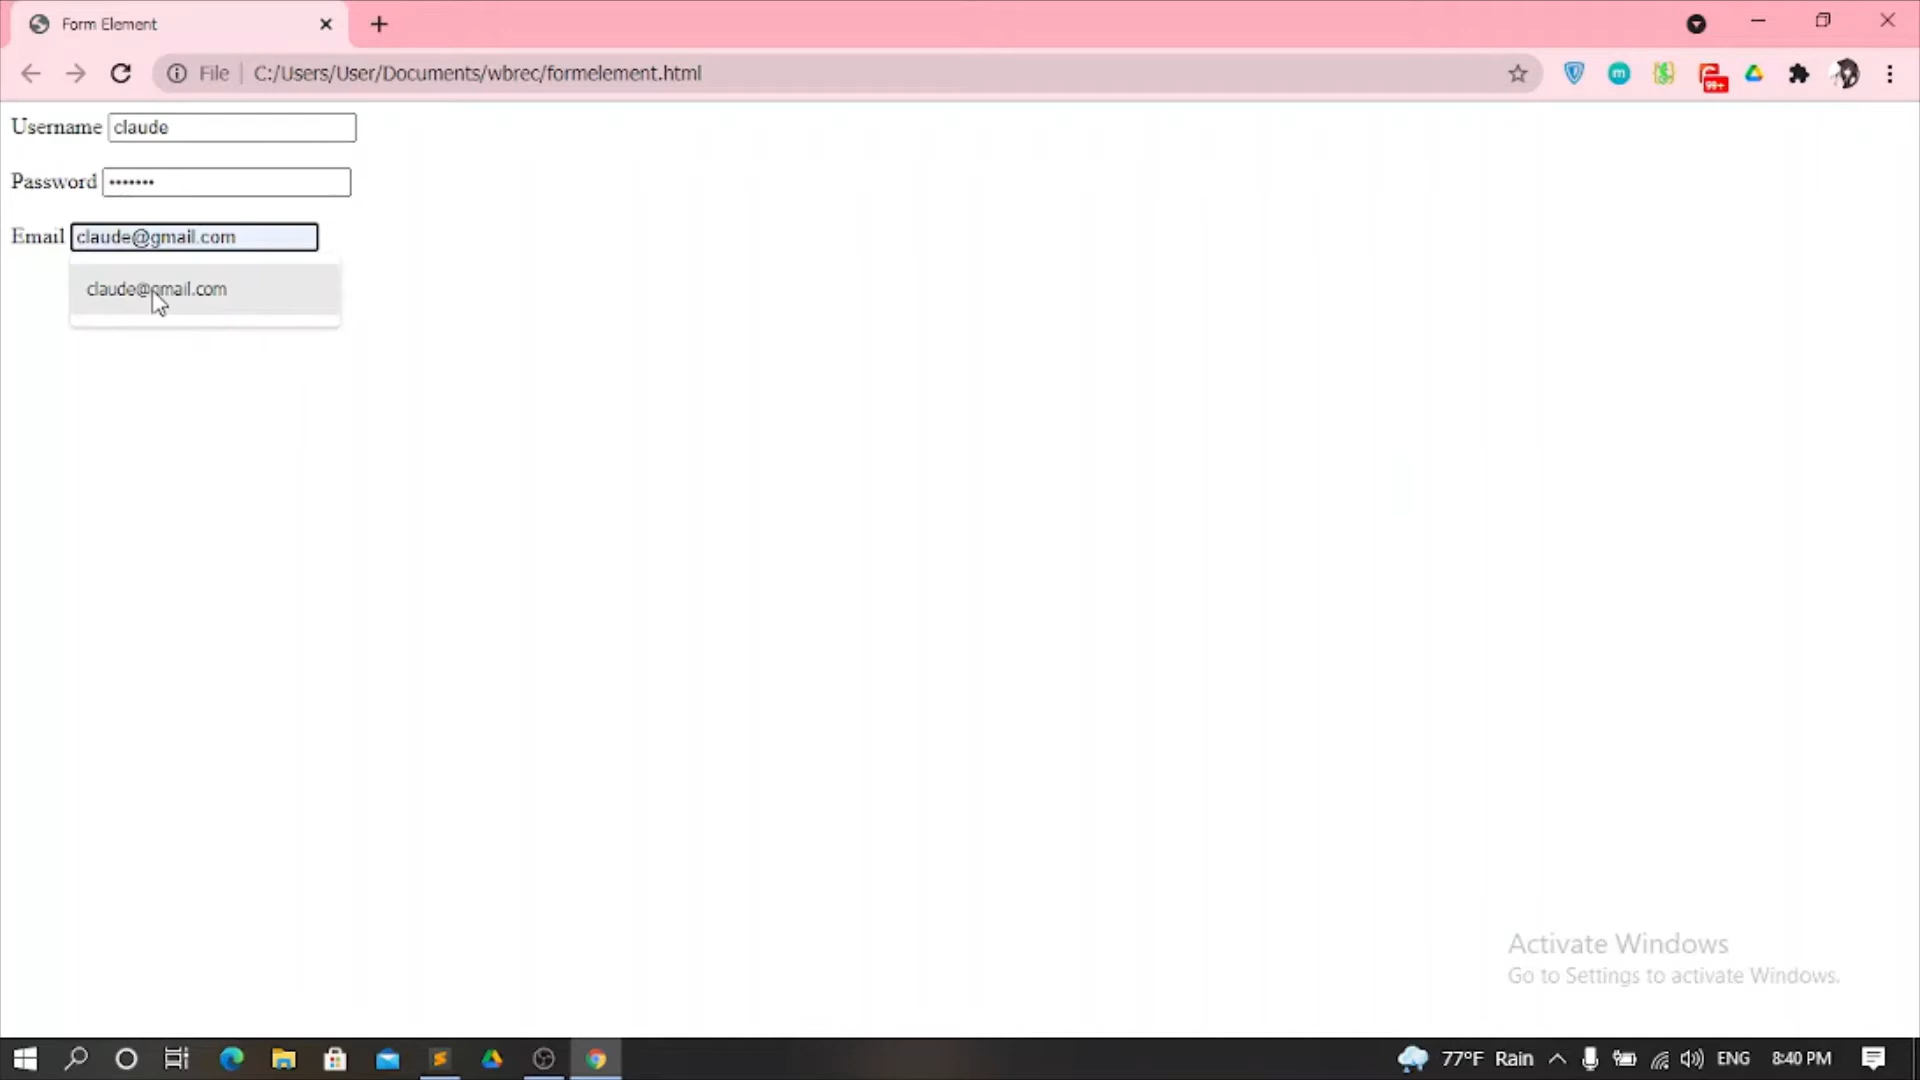 Form Element
File
C:/Users/User/Documents/wbrec/formelement.html
m
99+
Username claude
Password •••••••
Email claude@gmail.com
claude@gmail.com
Activate Windows
Go to Settings to activate Windows.
77°F Rain ENG 8:40 PM